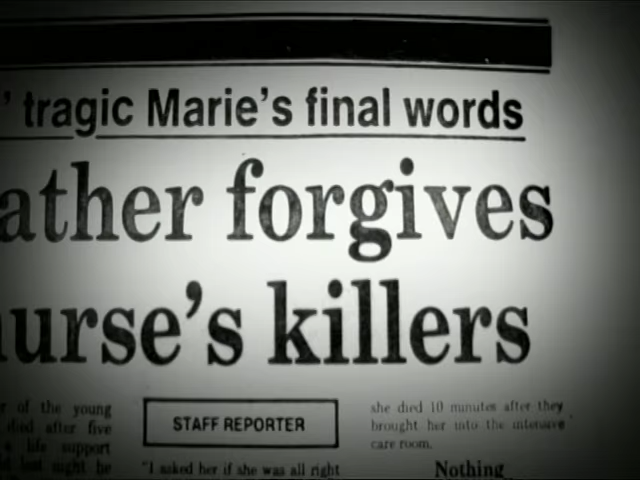 ' tragic Marie's final words
ather forgives
urse's killers
r of the young
died after five
life support
last night he
STAFF REPORTER
"I asked her if she was all right
she died 10 minutes after they
brought her into the intensive
care room.
Nothing